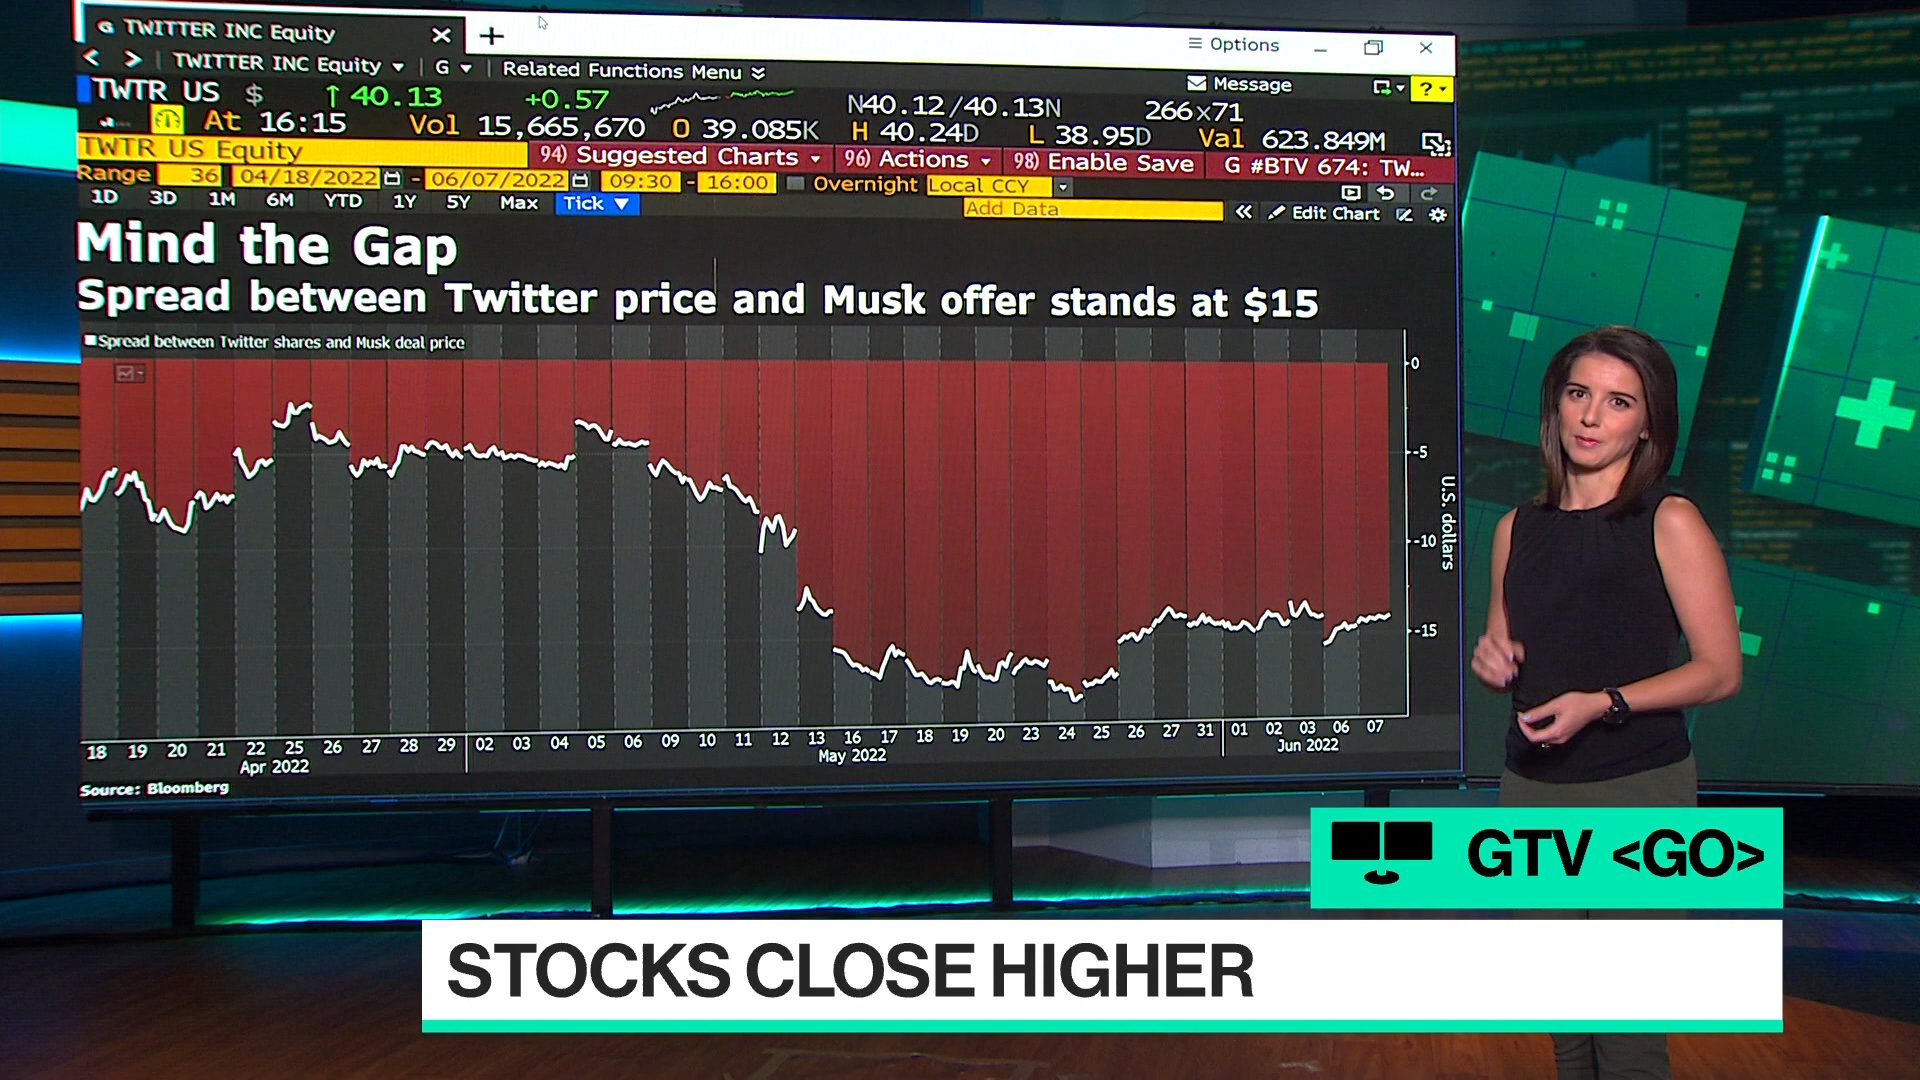 G TWITTER INC Equity × +
Options
< > TWITTER INC Equity G Related Functions Menu
Message
TWTR US $ ↑ 40.13 +0.57 N40.12/40.13N 266×71
At 16:15 Vol 15,665,670 O 39.085K H 40.24D L 38.95D Val 623.849M
TWTR US Equity 94) Suggested Charts 96) Actions 98) Enable Save G #BTV 674: TW...
Range 36 04/18/2022 - 06/07/2022 09:30 - 16:00 Overnight Local CCY
1D 3D 1M 6M YTD 1Y 5Y Max Tick Add Data « Edit Chart
Mind the Gap
Spread between Twitter price and Musk offer stands at $15
Spread between Twitter shares and Musk deal price
0
-5
-10
-15
U.S. dollars
18 19 20 21 22 25 26 27 28 29 02 03 04 05 06 09 10 11 12 13 16 17 18 19 20 23 24 25 26 27 31 01 02 03 06 07
Apr 2022 May 2022 Jun 2022
Source: Bloomberg
GTV <GO>
STOCKS CLOSE HIGHER